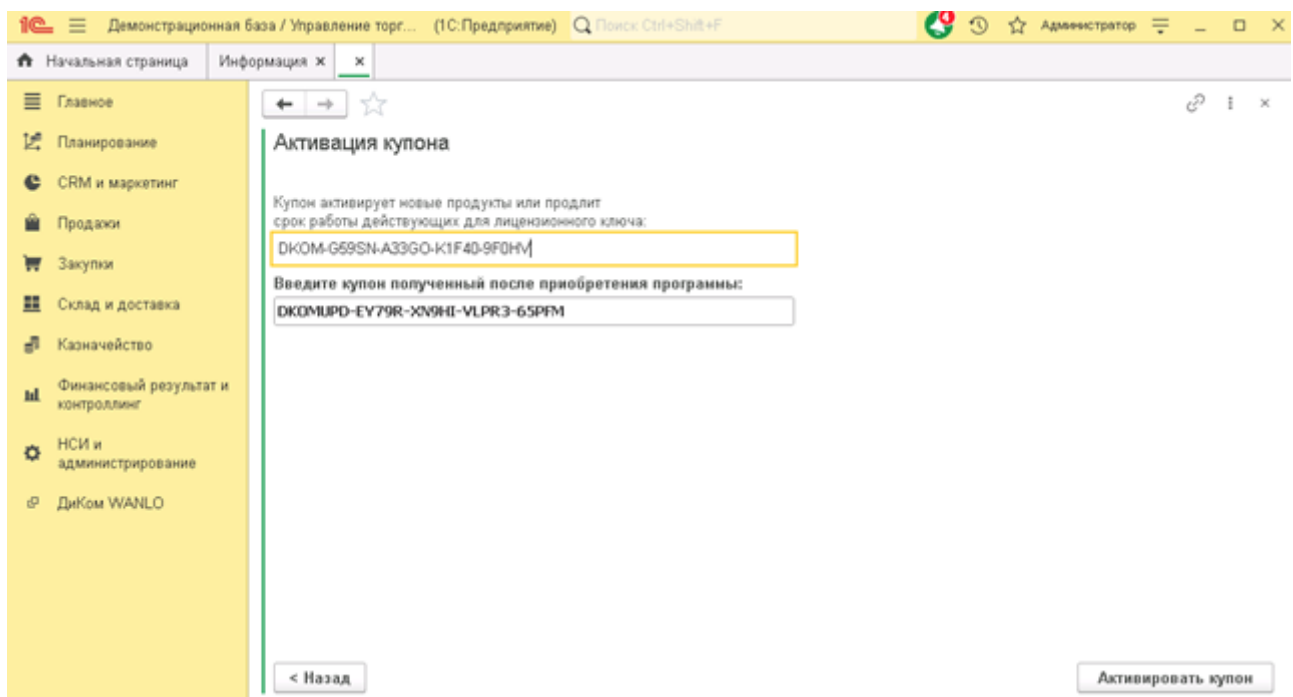 1С Демонстрационная база / Управление торг... (1С:Предприятие) Поиск Ctrl+Shift+F 4 Администратор
Начальная страница Информация
Главное
Планирование
CRM и маркетинг
Продажи
Закупки
Склад и доставка
Казначейство
Финансовый результат и
контроллинг
НСИ и
администрирование
ДиКом WANLO
Активация купона
Купон активирует новые продукты или продлит
срок работы действующих для лицензионного ключа:
DKOM-G59SN-A33GO-K1F40-9F0HV
Введите купон полученный после приобретения программы:
DKOMUPD-EY79R-XN9HI-VLPR3-65PFM
< Назад
Активировать купон